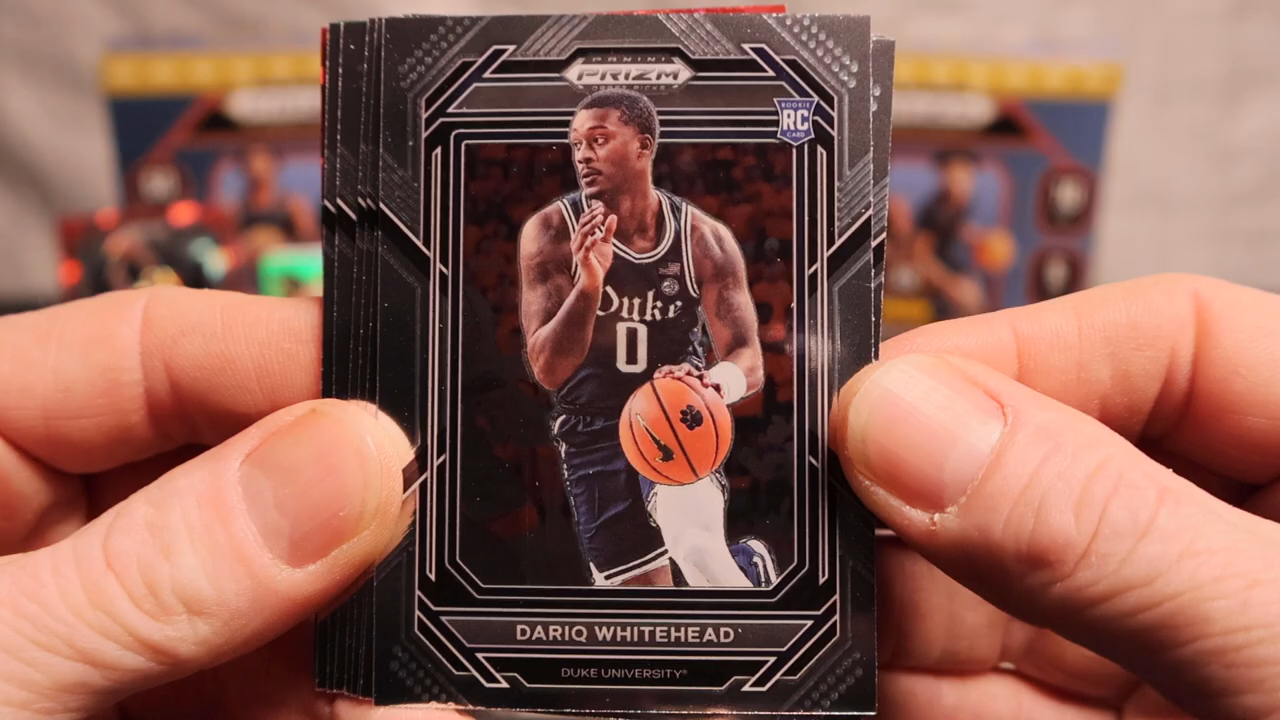 PANINI
PRIZM
DRAFT PICKS
ROOKIE
RC
CARD
Duke
0
DARIQ WHITEHEAD
DUKE UNIVERSITY®